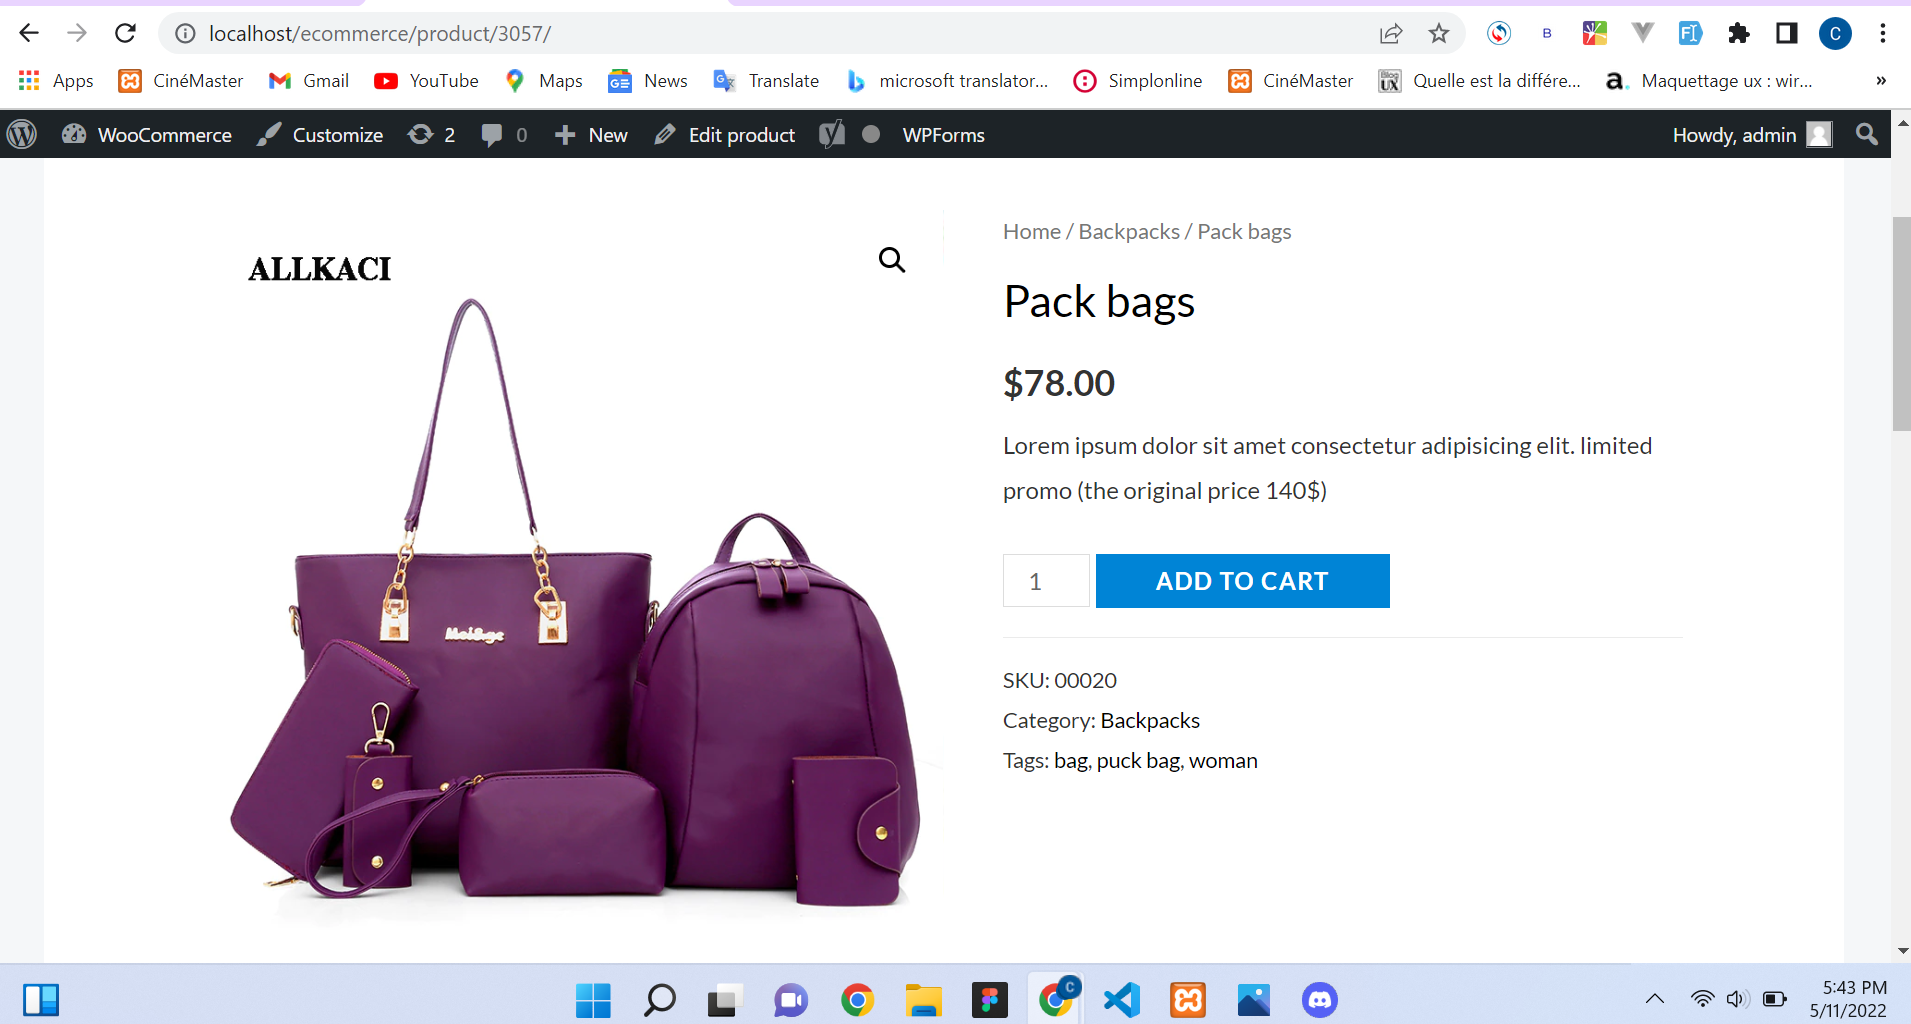 localhost/ecommerce/product/3057/
B
C
Apps CinéMaster Gmail YouTube Maps News Translate microsoft translator... Simplonline CinéMaster Quelle est la différe... Maquettage ux : wir... »
WooCommerce Customize 2 0 New Edit product WPForms Howdy, admin
Home / Backpacks / Pack bags
ALLKACI
Pack bags
$78.00
Lorem ipsum dolor sit amet consectetur adipisicing elit. limited
promo (the original price 140$)
1 ADD TO CART
SKU: 00020
Category: Backpacks
Tags: bag, puck bag, woman
C
5:43 PM
5/11/2022